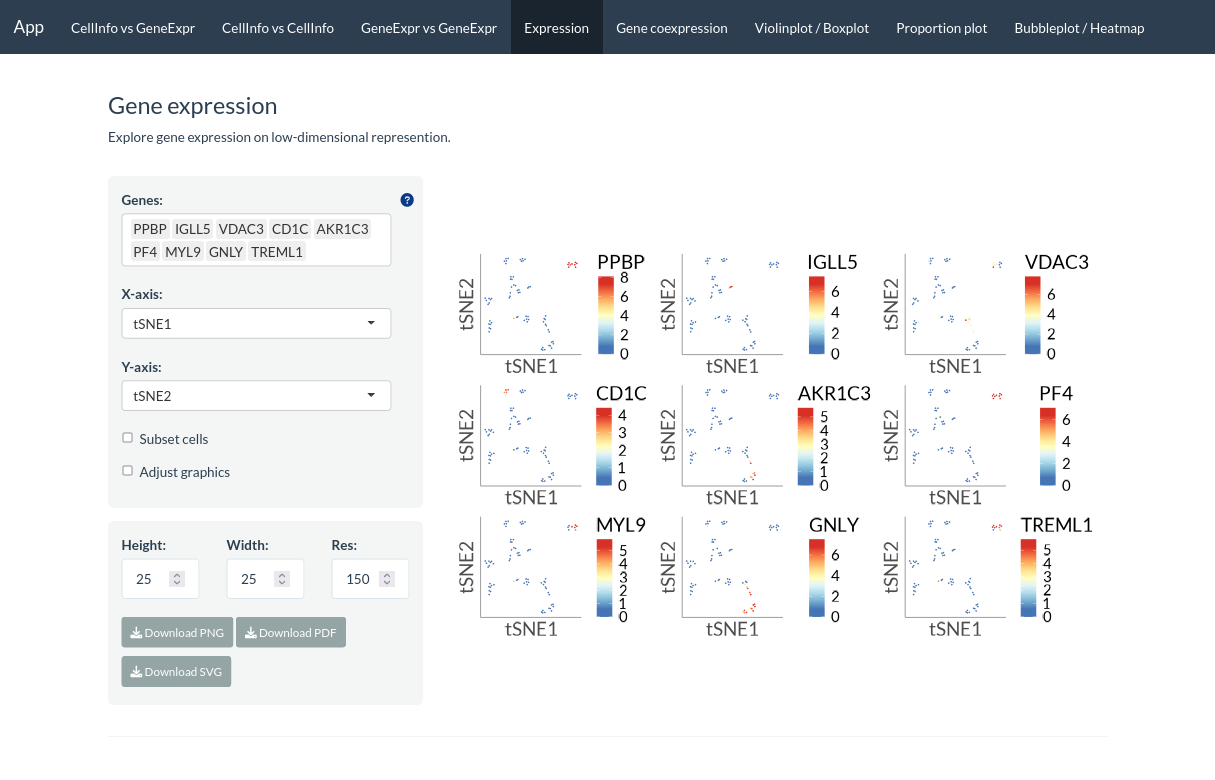 App CellInfo vs GeneExpr CellInfo vs CellInfo GeneExpr vs GeneExpr Expression Gene coexpression Violinplot / Boxplot Proportion plot Bubbleplot / Heatmap
Gene expression
Explore gene expression on low-dimensional represention.
Genes:
?
PPBP IGLL5 VDAC3 CD1C AKR1C3
PF4 MYL9 GNLY TREML1
X-axis:
tSNE1
Y-axis:
tSNE2
Subset cells
Adjust graphics
Height: Width: Res:
25 25 150
Download PNG Download PDF
Download SVG
tSNE2
tSNE1
PPBP
8
6
4
2
0
tSNE2
tSNE1
IGLL5
6
4
2
0
tSNE2
tSNE1
VDAC3
6
4
2
0
tSNE2
tSNE1
CD1C
4
3
2
1
0
tSNE2
tSNE1
AKR1C3
5
4
3
2
1
0
tSNE2
tSNE1
PF4
6
4
2
0
tSNE2
tSNE1
MYL9
5
4
3
2
1
0
tSNE2
tSNE1
GNLY
6
4
2
0
tSNE2
tSNE1
TREML1
5
4
3
2
1
0